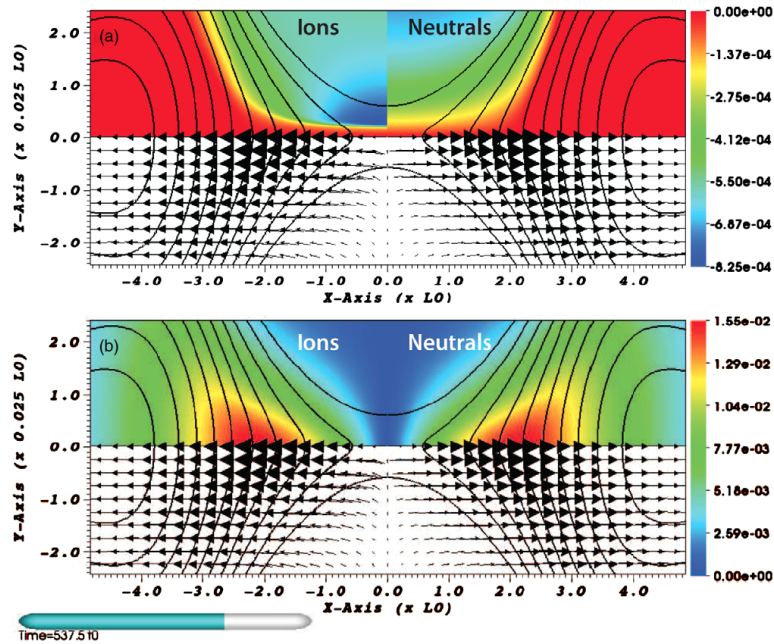 (a)
Ions
Neutrals
2.0
1.0
0.0
-1.0
-2.0
Y-Axis (x 0.025 L0)
-4.0 -3.0 -2.0 -1.0 0.0 1.0 2.0 3.0 4.0
X-Axis (x L0)
0.00e+00
-1.37e-04
-2.75e-04
-4.12e-04
-5.50e-04
-6.87e-04
-8.25e-04
(b)
Ions
Neutrals
2.0
1.0
0.0
-1.0
-2.0
Y-Axis (x 0.025 L0)
-4.0 -3.0 -2.0 -1.0 0.0 1.0 2.0 3.0 4.0
X-Axis (x L0)
1.55e-02
1.29e-02
1.04e-02
7.77e-03
5.18e-03
2.59e-03
0.00e+00
Time=537.510